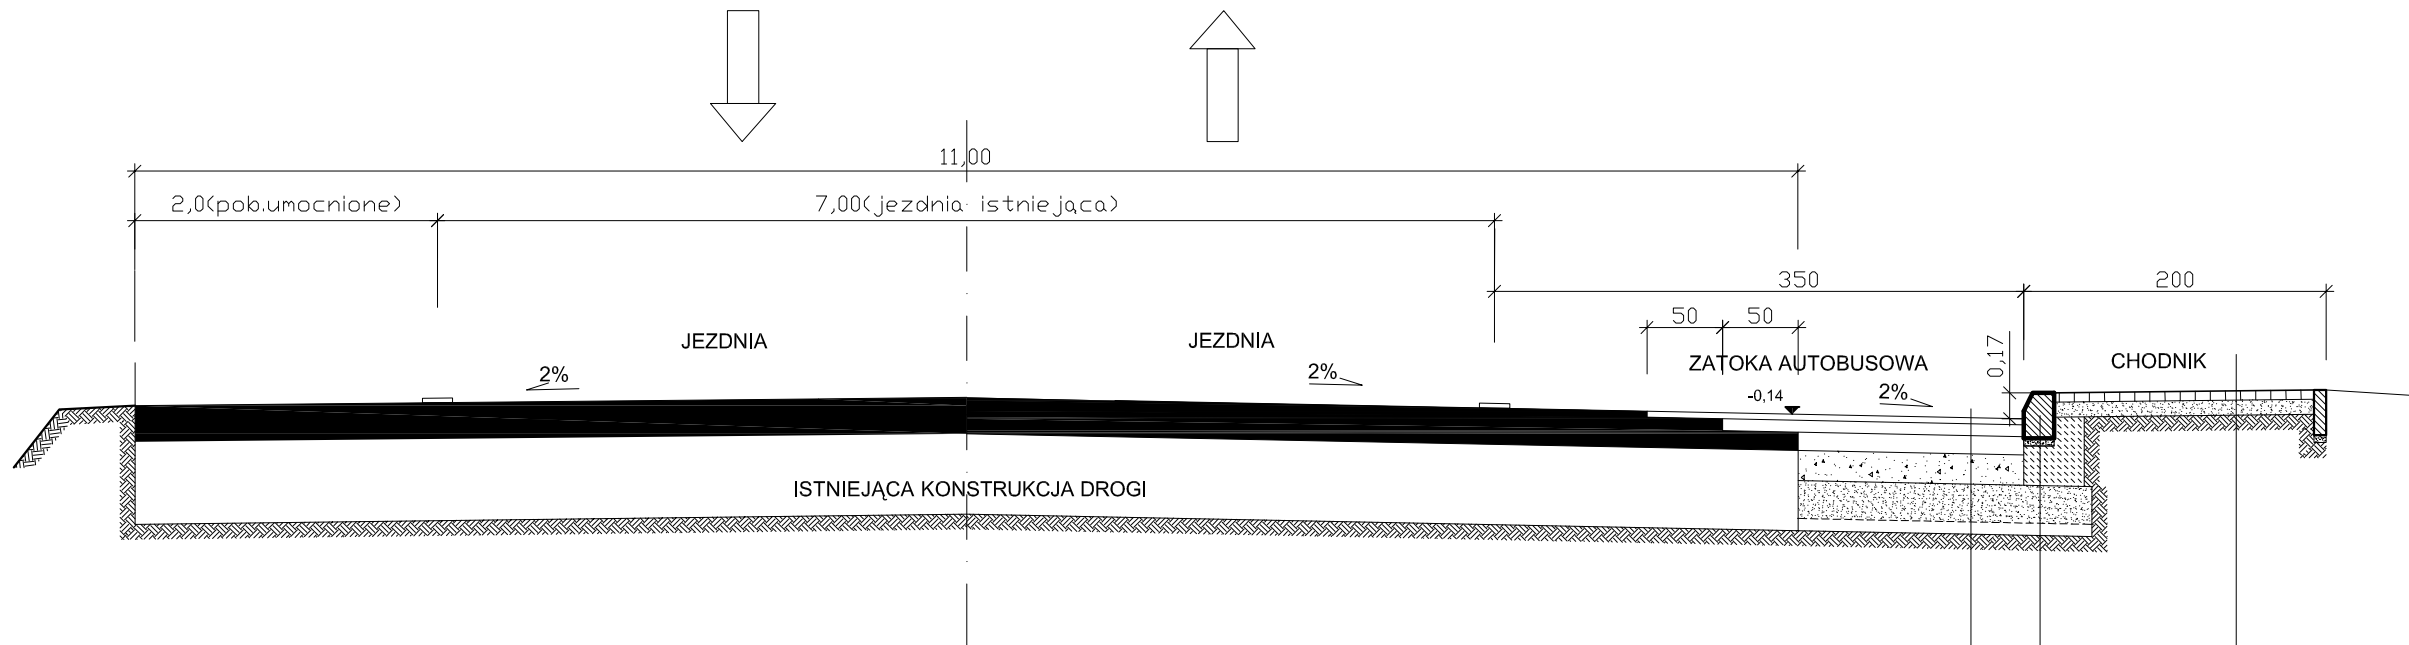 11,00
2,0(pob.umocnione)
7,00(jezdnia istniejąca)
350
200
50
50
0,17
JEZDNIA
JEZDNIA
ZATOKA AUTOBUSOWA
CHODNIK
2%
2%
-0,14
2%
ISTNIEJĄCA KONSTRUKCJA DROGI